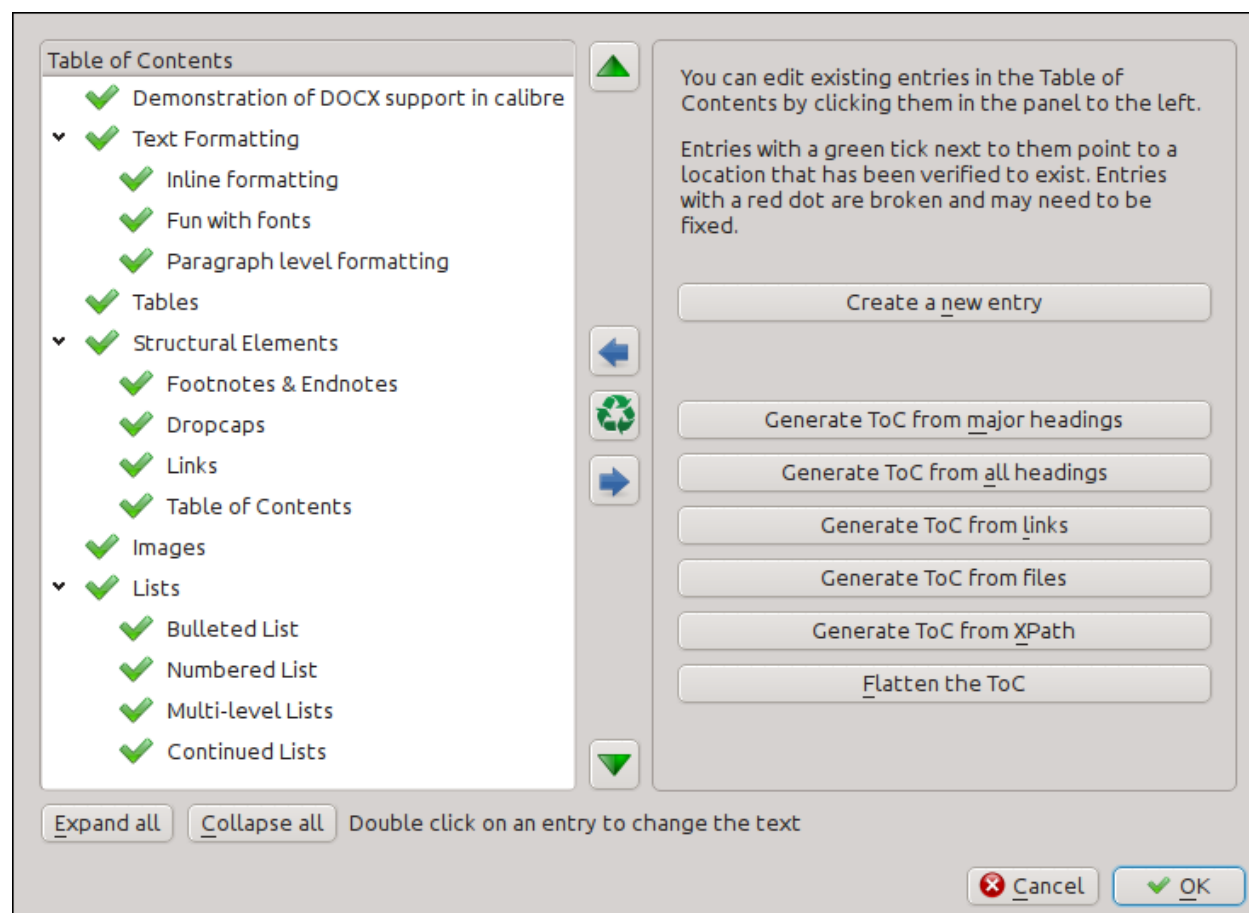 Table of Contents
Demonstration of DOCX support in calibre
Text Formatting
Inline formatting
Fun with fonts
Paragraph level formatting
Tables
Structural Elements
Footnotes & Endnotes
Dropcaps
Links
Table of Contents
Images
Lists
Bulleted List
Numbered List
Multi-level Lists
Continued Lists
You can edit existing entries in the Table of
Contents by clicking them in the panel to the left.
Entries with a green tick next to them point to a
location that has been verified to exist. Entries
with a red dot are broken and may need to be
fixed.
Create a new entry
Generate ToC from major headings
Generate ToC from all headings
Generate ToC from links
Generate ToC from files
Generate ToC from XPath
Flatten the ToC
Expand all Collapse all Double click on an entry to change the text
Cancel OK